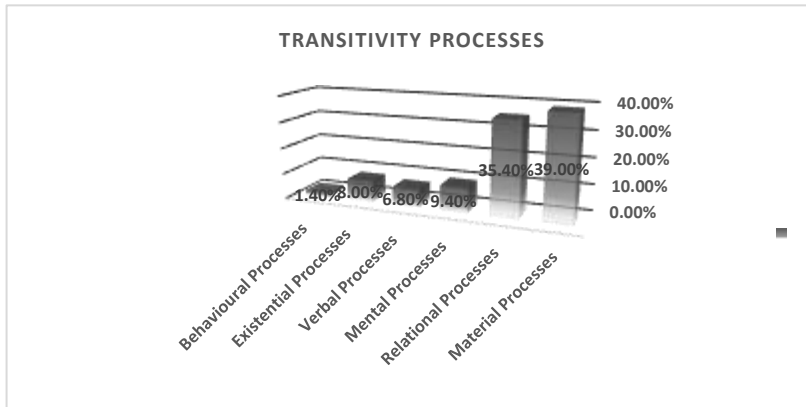 TRANSITIVITY PROCESSES
40.00%
30.00%
20.00%
10.00%
0.00%
1.40%
8.00%
6.80%
9.40%
35.40%
39.00%
Behavioural Processes
Existential Processes
Verbal Processes
Mental Processes
Relational Processes
Material Processes